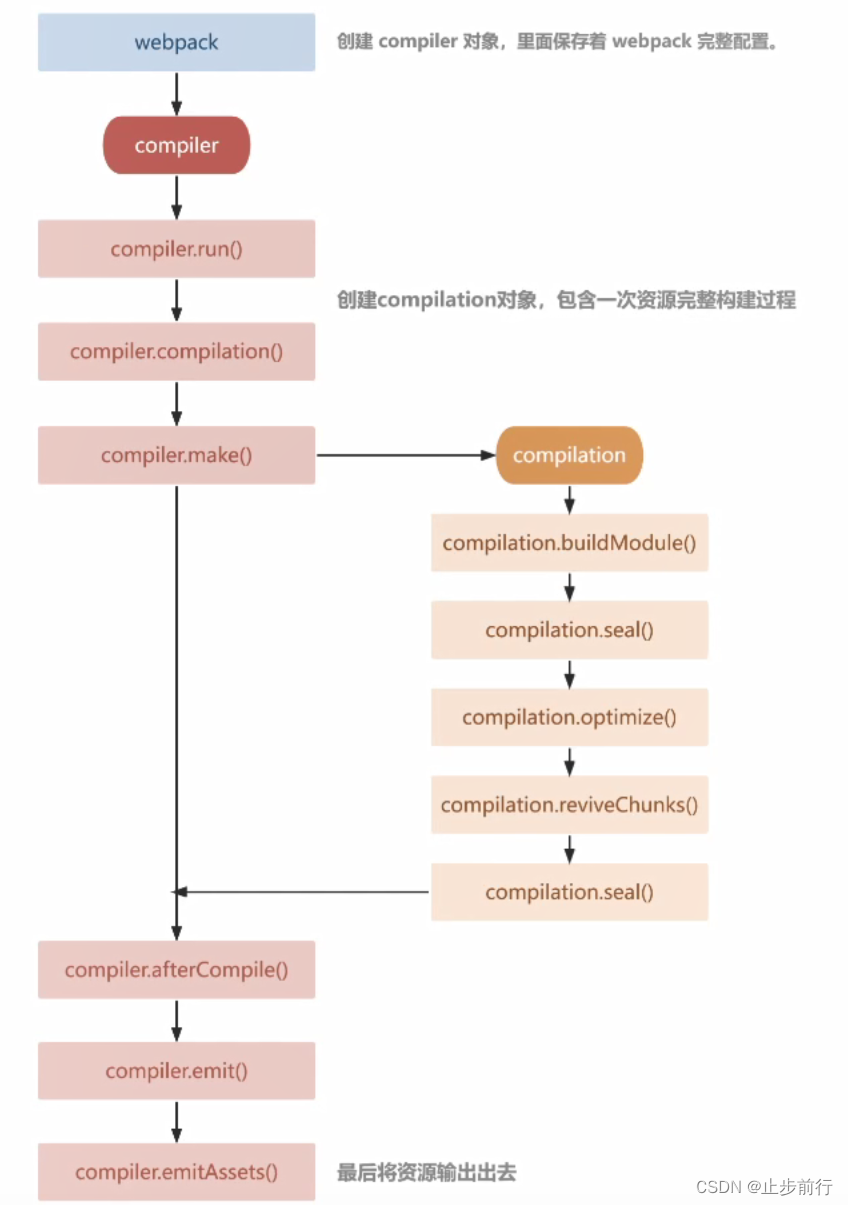 webpack
创建 compiler 对象，里面保存着 webpack 完整配置。
compiler
compiler.run()
创建compilation对象，包含一次资源完整构建过程
compiler.compilation()
compiler.make()
compilation
compilation.buildModule()
compilation.seal()
compilation.optimize()
compilation.reviveChunks()
compilation.seal()
compiler.afterCompile()
compiler.emit()
compiler.emitAssets()
最后将资源输出出去
CSDN @止步前行